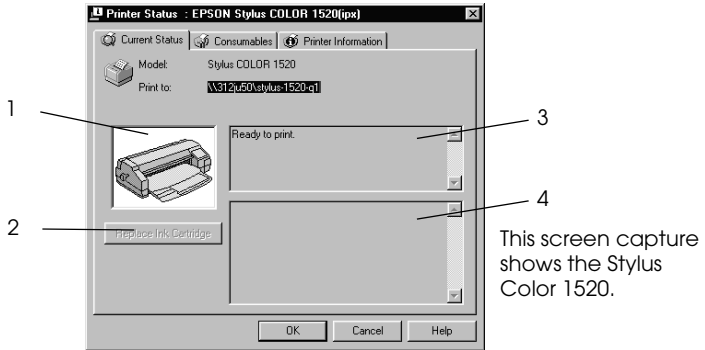 Printer Status : EPSON Stylus COLOR 1520(ipx)
Current Status Consumables Printer Information
Model: Stylus COLOR 1520
Print to: \\312ju50\stylus-1520-q1
1
3
Ready to print.
4
2
Replace Ink Cartridge
This screen capture
shows the Stylus
Color 1520.
OK Cancel Help